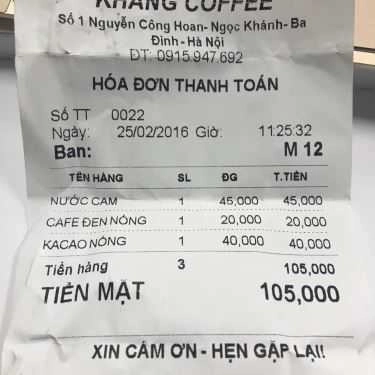 KHANG COFFEE
Số 1 Nguyễn Công Hoan- Ngọc Khánh- Ba
Đình- Hà Nội
ĐT: 0915.947.692
HÓA ĐƠN THANH TOÁN
Số TT 0022
Ngày: 25/02/2016 Giờ: 11:25:32
Ban: M 12
TÊN HÀNG SL ĐG T.TIỀN
NƯỚC CAM 1 45,000 45,000
CAFE ĐEN NÓNG 1 20,000 20,000
KACAO NÓNG 1 40,000 40,000
Tiền hàng 3 105,000
TIỀN MẶT 105,000
XIN CẢM ƠN - HẸN GẶP LẠI!